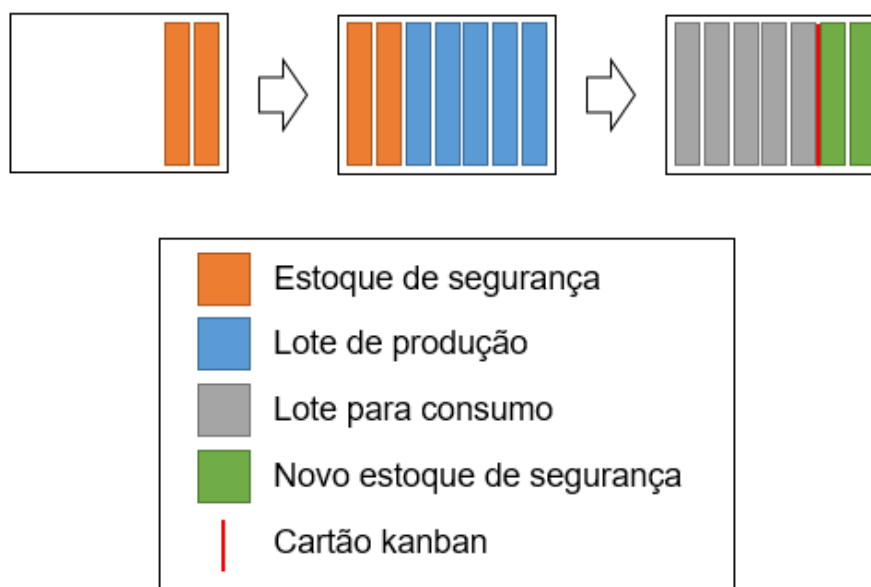 Estoque de segurança
Lote de produção
Lote para consumo
Novo estoque de segurança
Cartão kanban